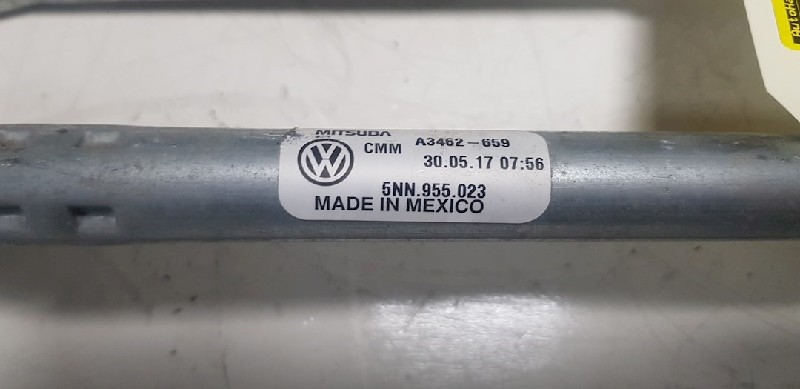 MITSUBA
CMM A3462-659
30.05.17 07:56
5NN.955.023
MADE IN MEXICO